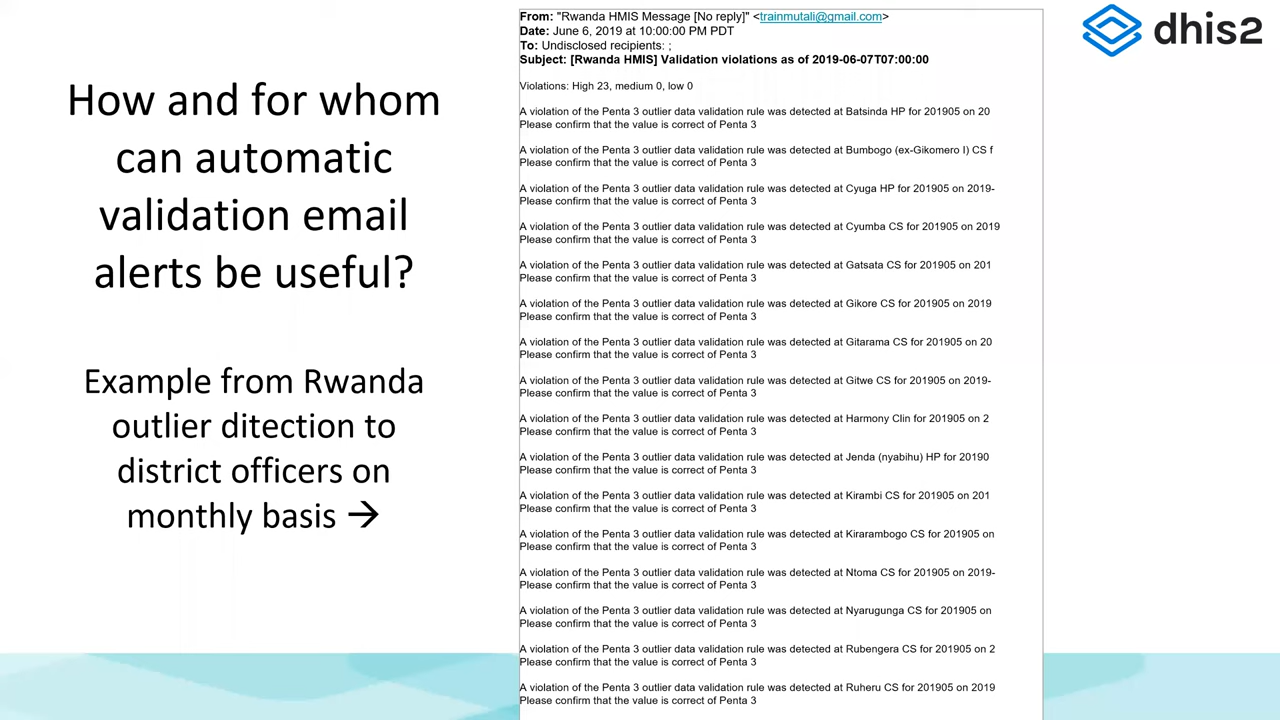 How and for whom
can automatic
validation email
alerts be useful?
Example from Rwanda
outlier ditection to
district officers on
monthly basis →
From: "Rwanda HMIS Message [No reply]" <trainmutali@gmail.com>
Date: June 6, 2019 at 10:00:00 PM PDT
To: Undisclosed recipients: ;
Subject: [Rwanda HMIS] Validation violations as of 2019-06-07T07:00:00
Violations: High 23, medium 0, low 0
A violation of the Penta 3 outlier data validation rule was detected at Batsinda HP for 201905 on 20
Please confirm that the value is correct of Penta 3
A violation of the Penta 3 outlier data validation rule was detected at Bumbogo (ex-Gikomero I) CS f
Please confirm that the value is correct of Penta 3
A violation of the Penta 3 outlier data validation rule was detected at Cyuga HP for 201905 on 2019-
Please confirm that the value is correct of Penta 3
A violation of the Penta 3 outlier data validation rule was detected at Cyumba CS for 201905 on 2019
Please confirm that the value is correct of Penta 3
A violation of the Penta 3 outlier data validation rule was detected at Gatsata CS for 201905 on 201
Please confirm that the value is correct of Penta 3
A violation of the Penta 3 outlier data validation rule was detected at Gikore CS for 201905 on 2019
Please confirm that the value is correct of Penta 3
A violation of the Penta 3 outlier data validation rule was detected at Gitarama CS for 201905 on 20
Please confirm that the value is correct of Penta 3
A violation of the Penta 3 outlier data validation rule was detected at Gitwe CS for 201905 on 2019-
Please confirm that the value is correct of Penta 3
A violation of the Penta 3 outlier data validation rule was detected at Harmony Clin for 201905 on 2
Please confirm that the value is correct of Penta 3
A violation of the Penta 3 outlier data validation rule was detected at Jenda (nyabihu) HP for 20190
Please confirm that the value is correct of Penta 3
A violation of the Penta 3 outlier data validation rule was detected at Kirambi CS for 201905 on 201
Please confirm that the value is correct of Penta 3
A violation of the Penta 3 outlier data validation rule was detected at Kirarambogo CS for 201905 on
Please confirm that the value is correct of Penta 3
A violation of the Penta 3 outlier data validation rule was detected at Ntoma CS for 201905 on 2019-
Please confirm that the value is correct of Penta 3
A violation of the Penta 3 outlier data validation rule was detected at Nyarugunga CS for 201905 on
Please confirm that the value is correct of Penta 3
A violation of the Penta 3 outlier data validation rule was detected at Rubengera CS for 201905 on 2
Please confirm that the value is correct of Penta 3
A violation of the Penta 3 outlier data validation rule was detected at Ruheru CS for 201905 on 2019
Please confirm that the value is correct of Penta 3
dhis2